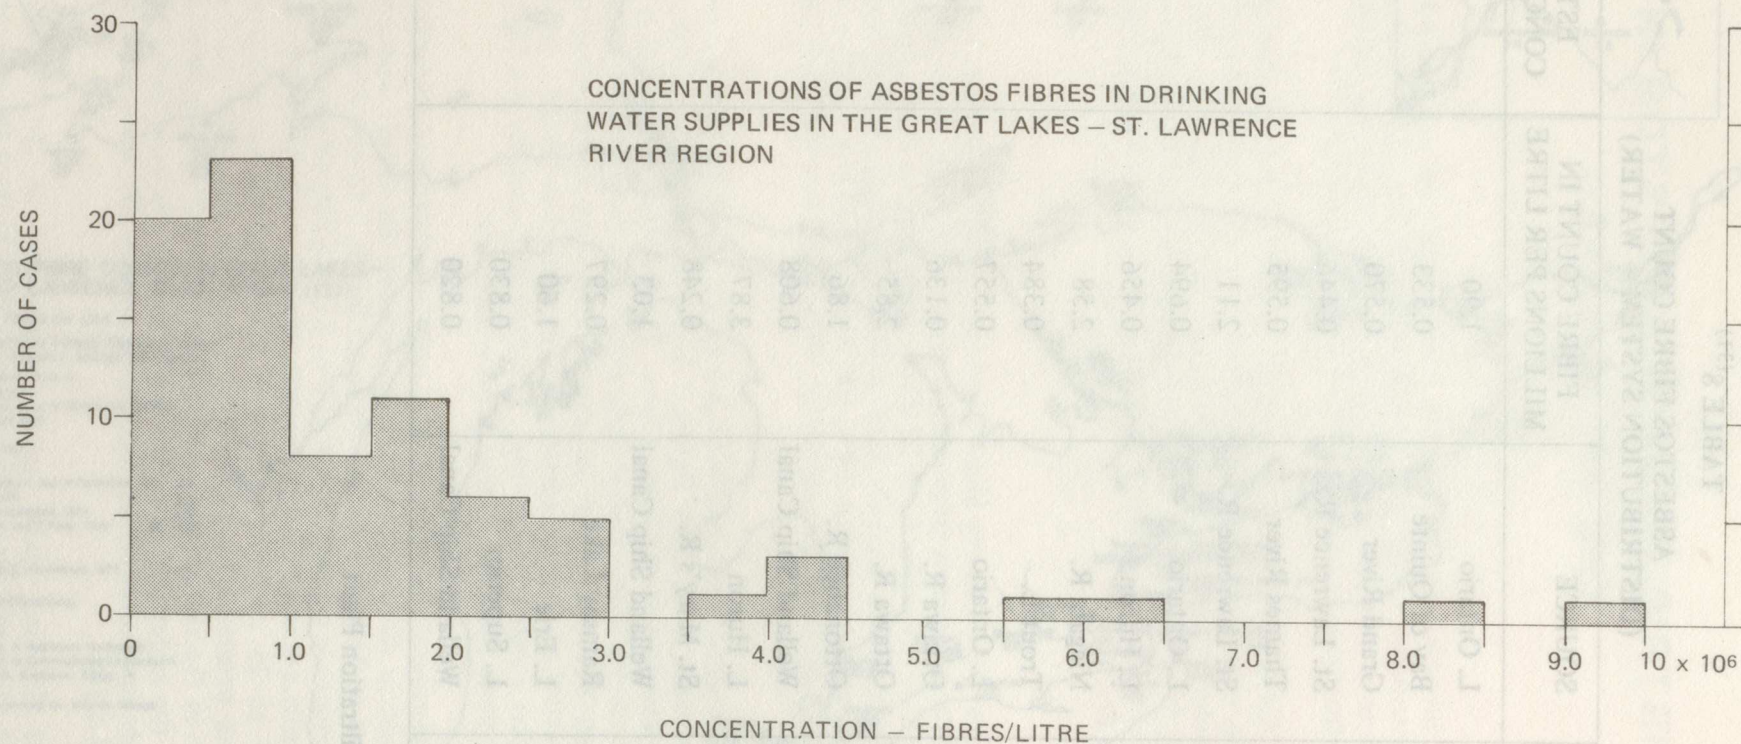 CONCENTRATIONS OF ASBESTOS FIBRES IN DRINKING
WATER SUPPLIES IN THE GREAT LAKES – ST. LAWRENCE
RIVER REGION
NUMBER OF CASES
30
20
10
0
0 1.0 2.0 3.0 4.0 5.0 6.0 7.0 8.0 9.0 10 x 10⁶
CONCENTRATION – FIBRES/LITRE